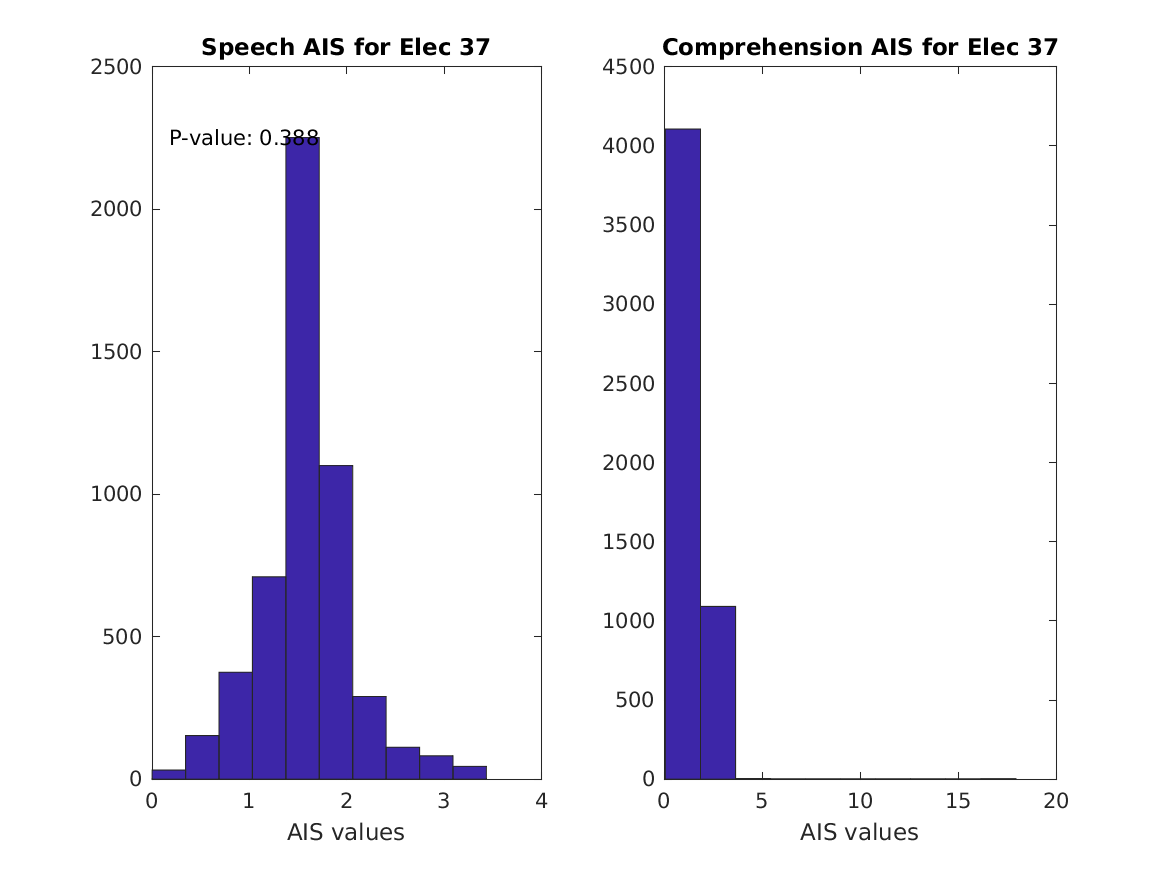 Speech AIS for Elec 37
2500
2000
1500
1000
500
0
P-value: 0.388
0 1 2 3 4
AIS values
Comprehension AIS for Elec 37
4500
4000
3500
3000
2500
2000
1500
1000
500
0
0 5 10 15 20
AIS values